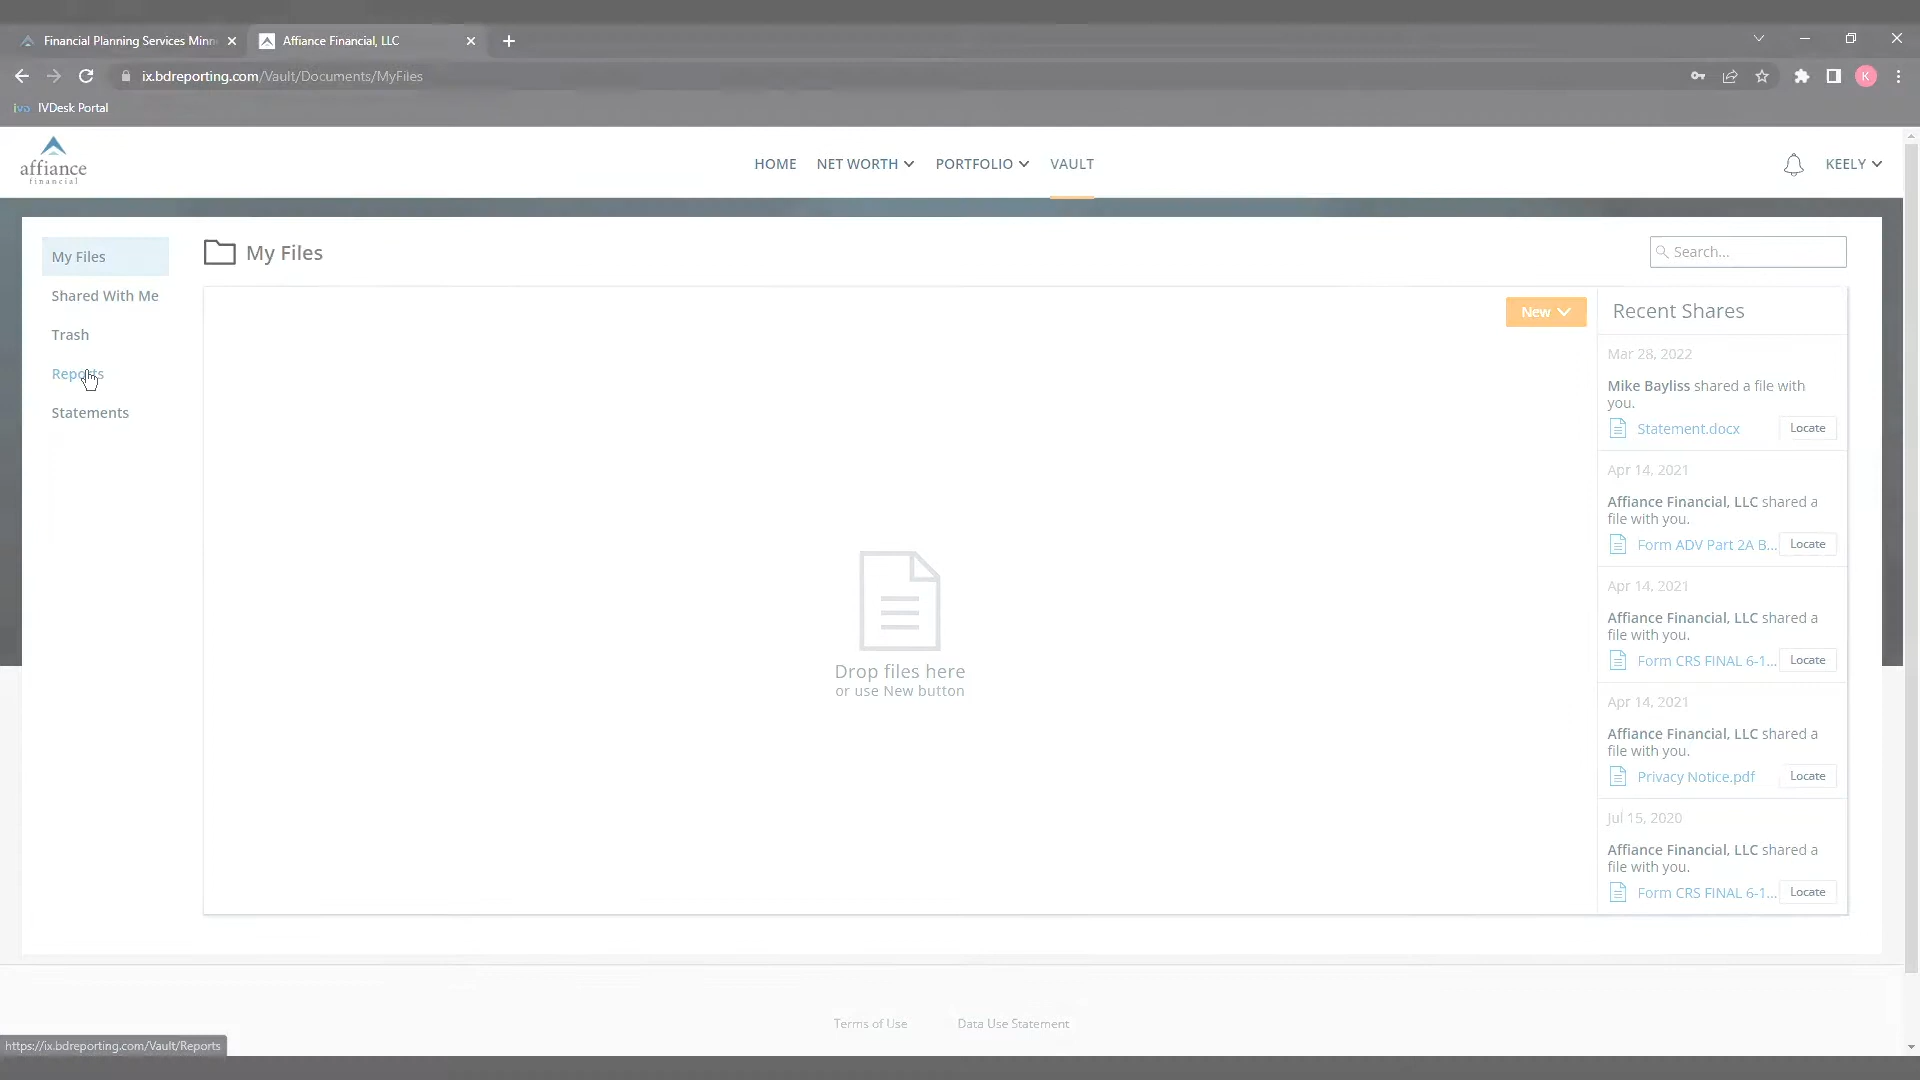 Financial Planning Services Minn
Affiance Financial, LLC
ix.bdreporting.com/Vault/Documents/MyFiles
K
ivo IVDesk Portal
affiance
financial
HOME NET WORTH PORTFOLIO VAULT
KEELY
My Files
Shared With Me
Trash
Reports
Statements
My Files
Search...
New
Drop files here
or use New button
Recent Shares
Mar 28, 2022
Mike Bayliss shared a file with
you.
Statement.docx Locate
Apr 14, 2021
Affiance Financial, LLC shared a
file with you.
Form ADV Part 2A B... Locate
Apr 14, 2021
Affiance Financial, LLC shared a
file with you.
Form CRS FINAL 6-1... Locate
Apr 14, 2021
Affiance Financial, LLC shared a
file with you.
Privacy Notice.pdf Locate
Jul 15, 2020
Affiance Financial, LLC shared a
file with you.
Form CRS FINAL 6-1... Locate
Terms of Use Data Use Statement
https://ix.bdreporting.com/Vault/Reports